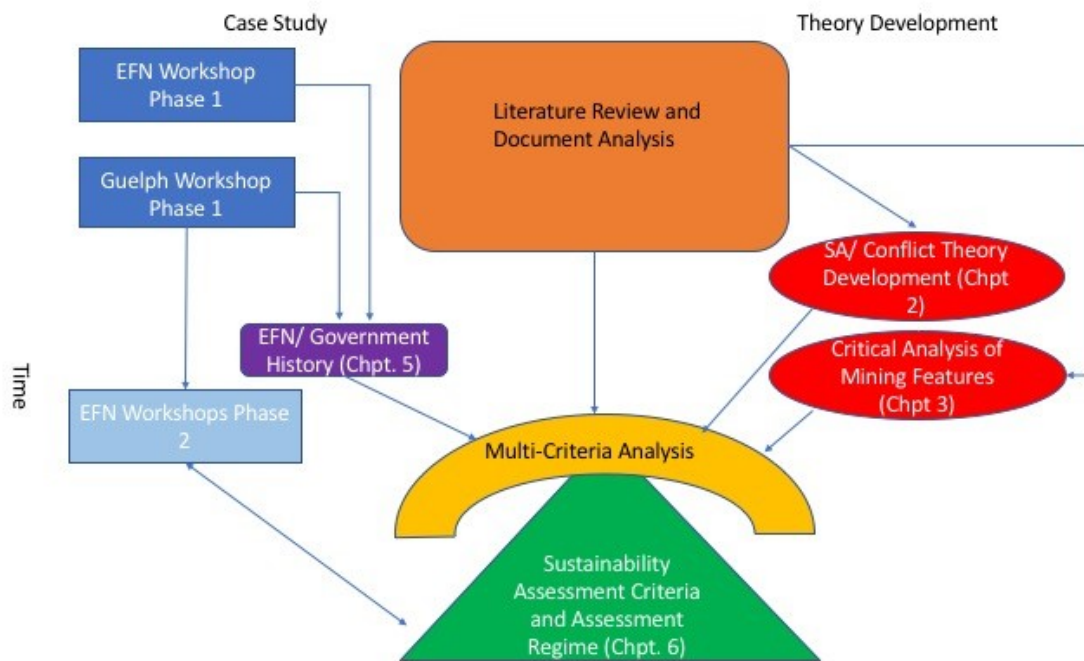 Case Study
Theory Development
EFN Workshop
Phase 1
Literature Review and
Document Analysis
Guelph Workshop
Phase 1
SA/ Conflict Theory
Development (Chpt
2)
EFN/ Government
History (Chpt. 5)
Critical Analysis of
Mining Features
(Chpt 3)
Time
EFN Workshops Phase
2
Multi-Criteria Analysis
Sustainability
Assessment Criteria
and Assessment
Regime (Chpt. 6)